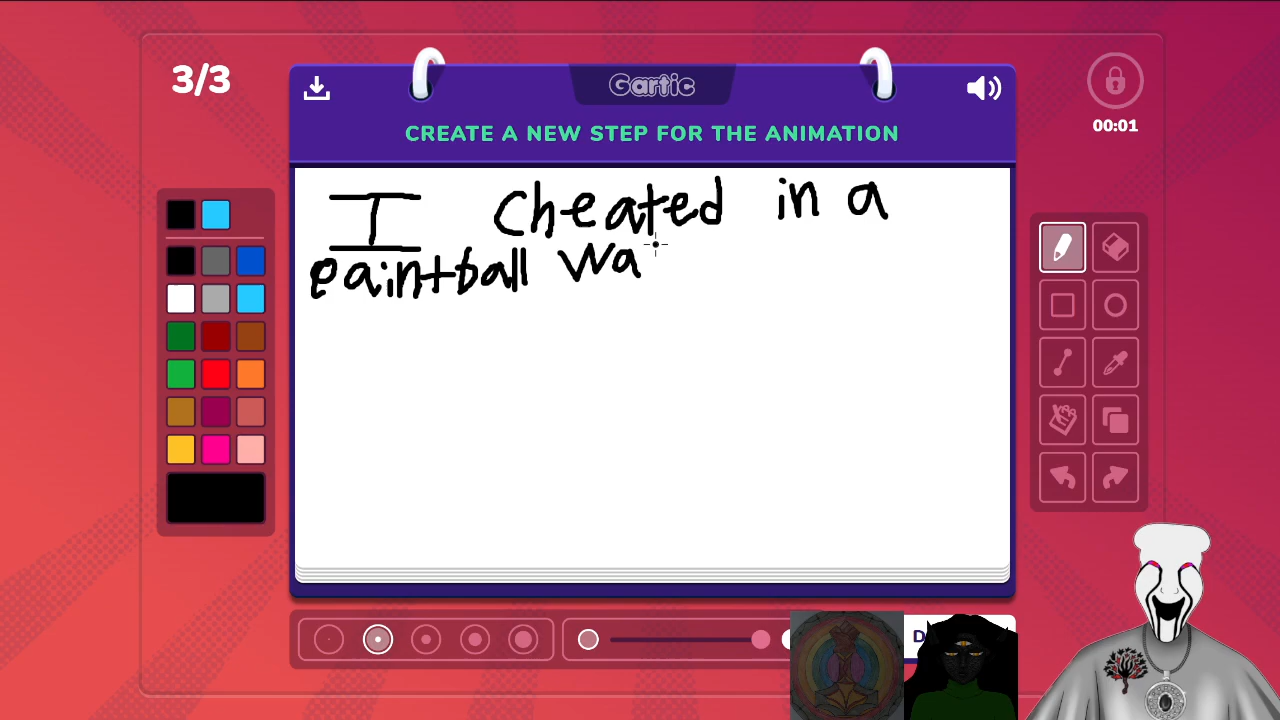 3/3
Gartic
CREATE A NEW STEP FOR THE ANIMATION
00:01
I cheated in a
paintball wa
D